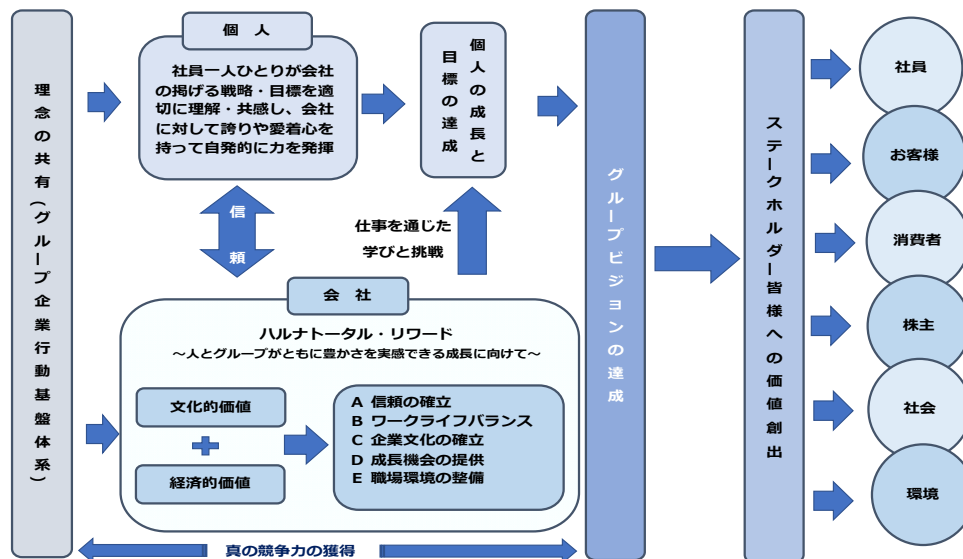 理念の共有(グループ企業行動基盤体系)
個 人
社員一人ひとりが会社
の掲げる戦略・目標を適
切に理解・共感し、会社
に対して誇りや愛着心を
持って自発的に力を発揮
個人の成長と
目標の達成
信
頼
仕事を通じた
学びと挑戦
会 社
ハルナトータル・リワード
～人とグループがともに豊かさを実感できる成長に向けて～
文化的価値
経済的価値
A 信頼の確立
B ワークライフバランス
C 企業文化の確立
D 成長機会の提供
E 職場環境の整備
真の競争力の獲得
グループビジョンの達成
ステークホルダー皆様への価値創出
社員
お客様
消費者
株主
社会
環境